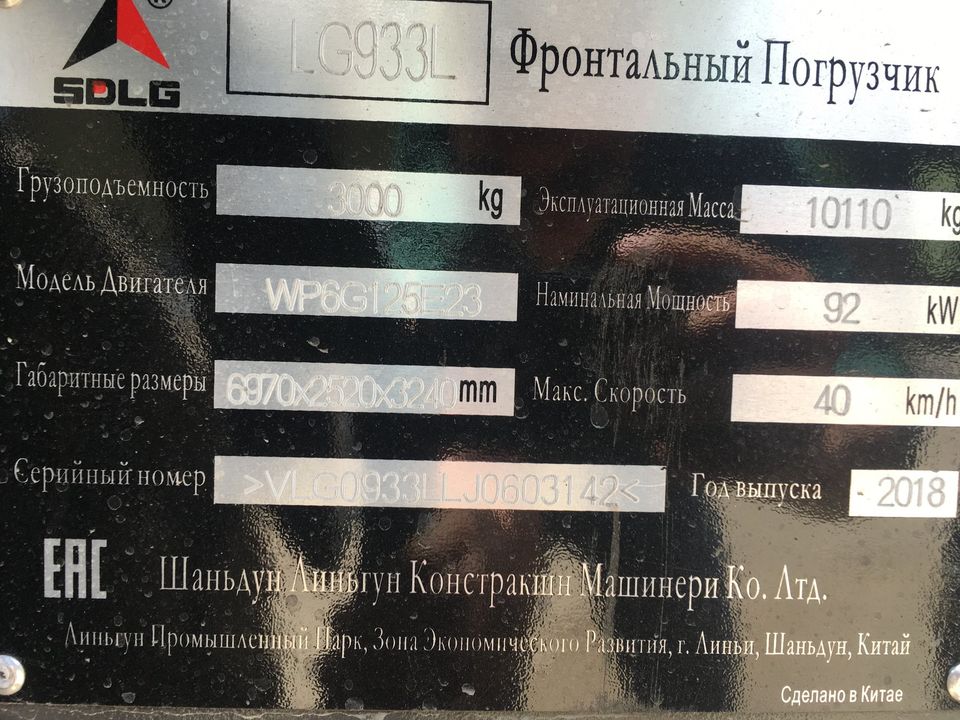 ®
SDLG
LG933L
Фронтальный Погрузчик
Грузоподъемность 3000 kg
Эксплуатационная Масса 10110 kg
Модель Двигателя WP6G125E23
Наминальная Мощность 92 kW
Габаритные размеры 6970x2520x3240 mm
Макс. Скорость 40 km/h
Серийный номер >VLG0933LLJ0603142<
Год выпуска 2018
EAC
Шаньдун Линьгун Констракшн Машинери Ко. Лтд.
Линьгун Промышленный Парк, Зона Экономического Развития, г. Линьи, Шаньдун, Китай
Сделано в Китае